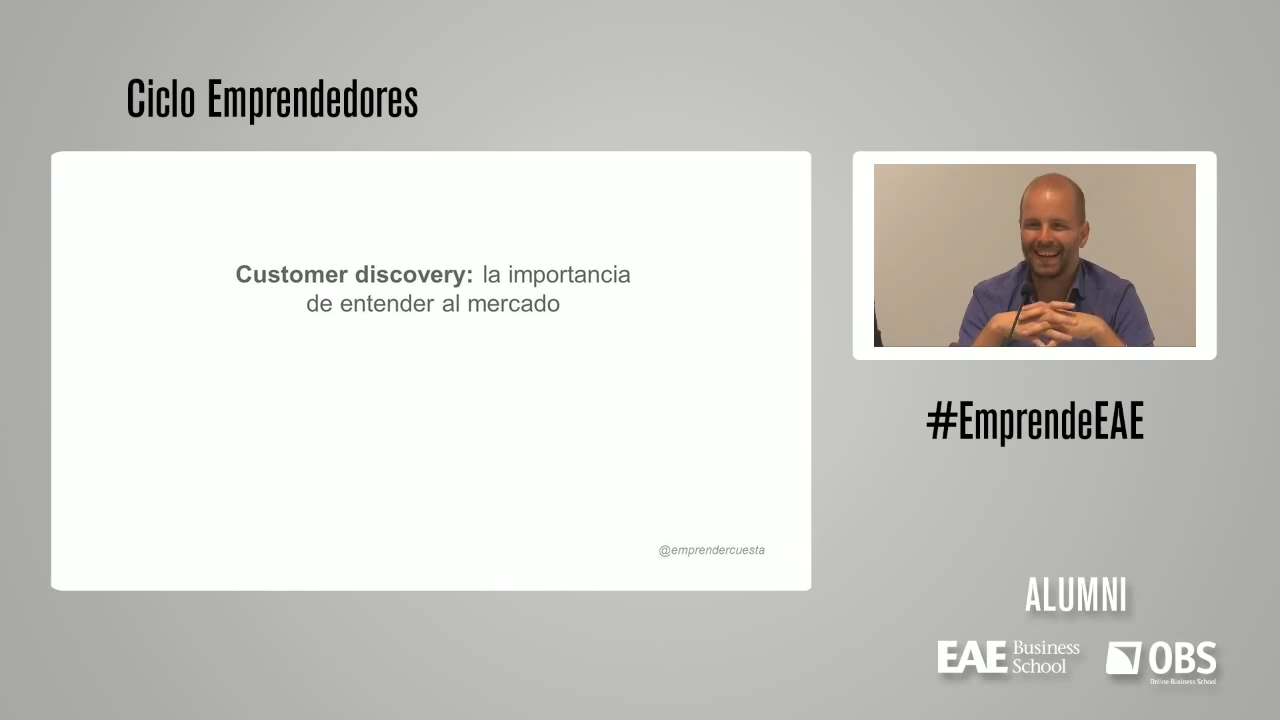 Ciclo Emprendedores
Customer discovery: la importancia
de entender al mercado
@emprendercuesta
#EmprendeEAE
ALUMNI
EAE Business
School
OBS
Online Business School